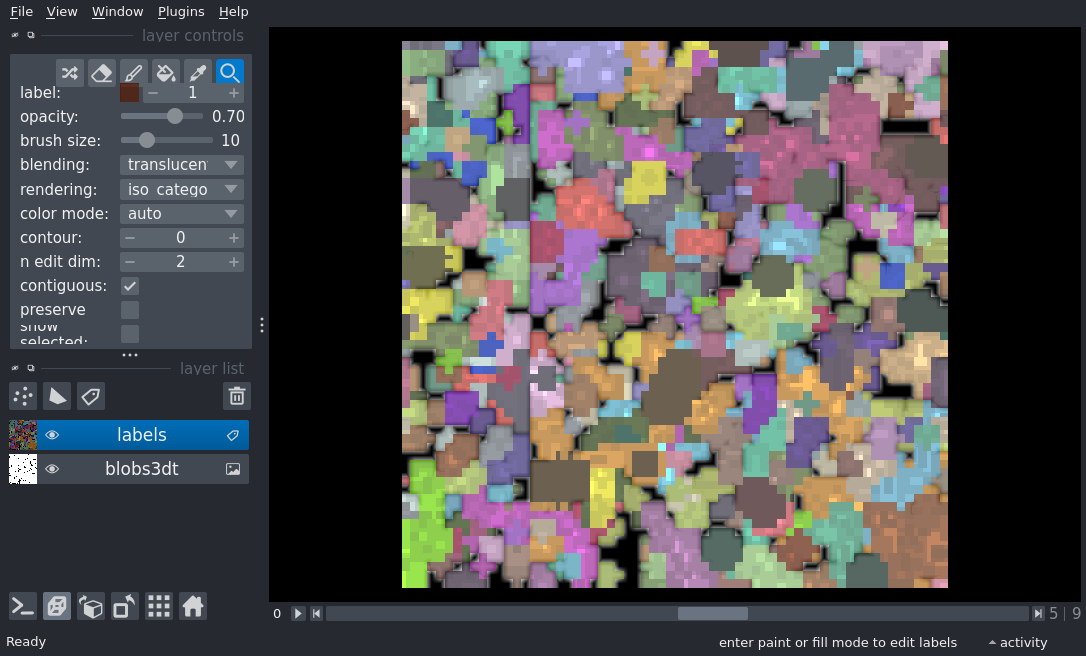 File View Window Plugins Help
layer controls
label: 1
opacity: 0.70
brush size: 10
blending: translucen
rendering: iso_catego
color mode: auto
contour: 0
n edit dim: 2
contiguous:
preserve
show
selected:
layer list
labels
blobs3dt
0 5 | 9
Ready enter paint or fill mode to edit labels activity